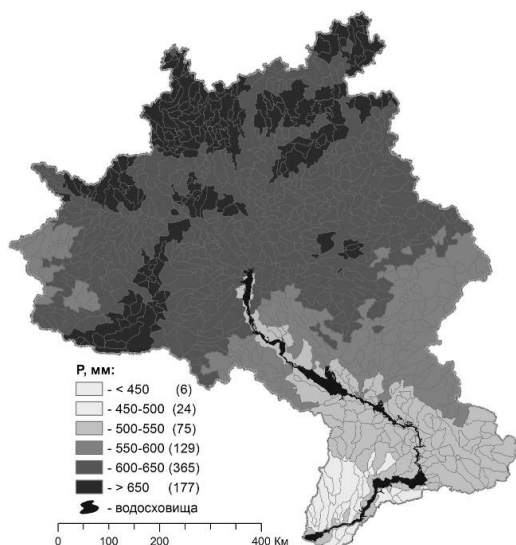 P, мм:
- < 450 (6)
- 450-500 (24)
- 500-550 (75)
- 550-600 (129)
- 600-650 (365)
- > 650 (177)
- водосховища
0 100 200 400 Км